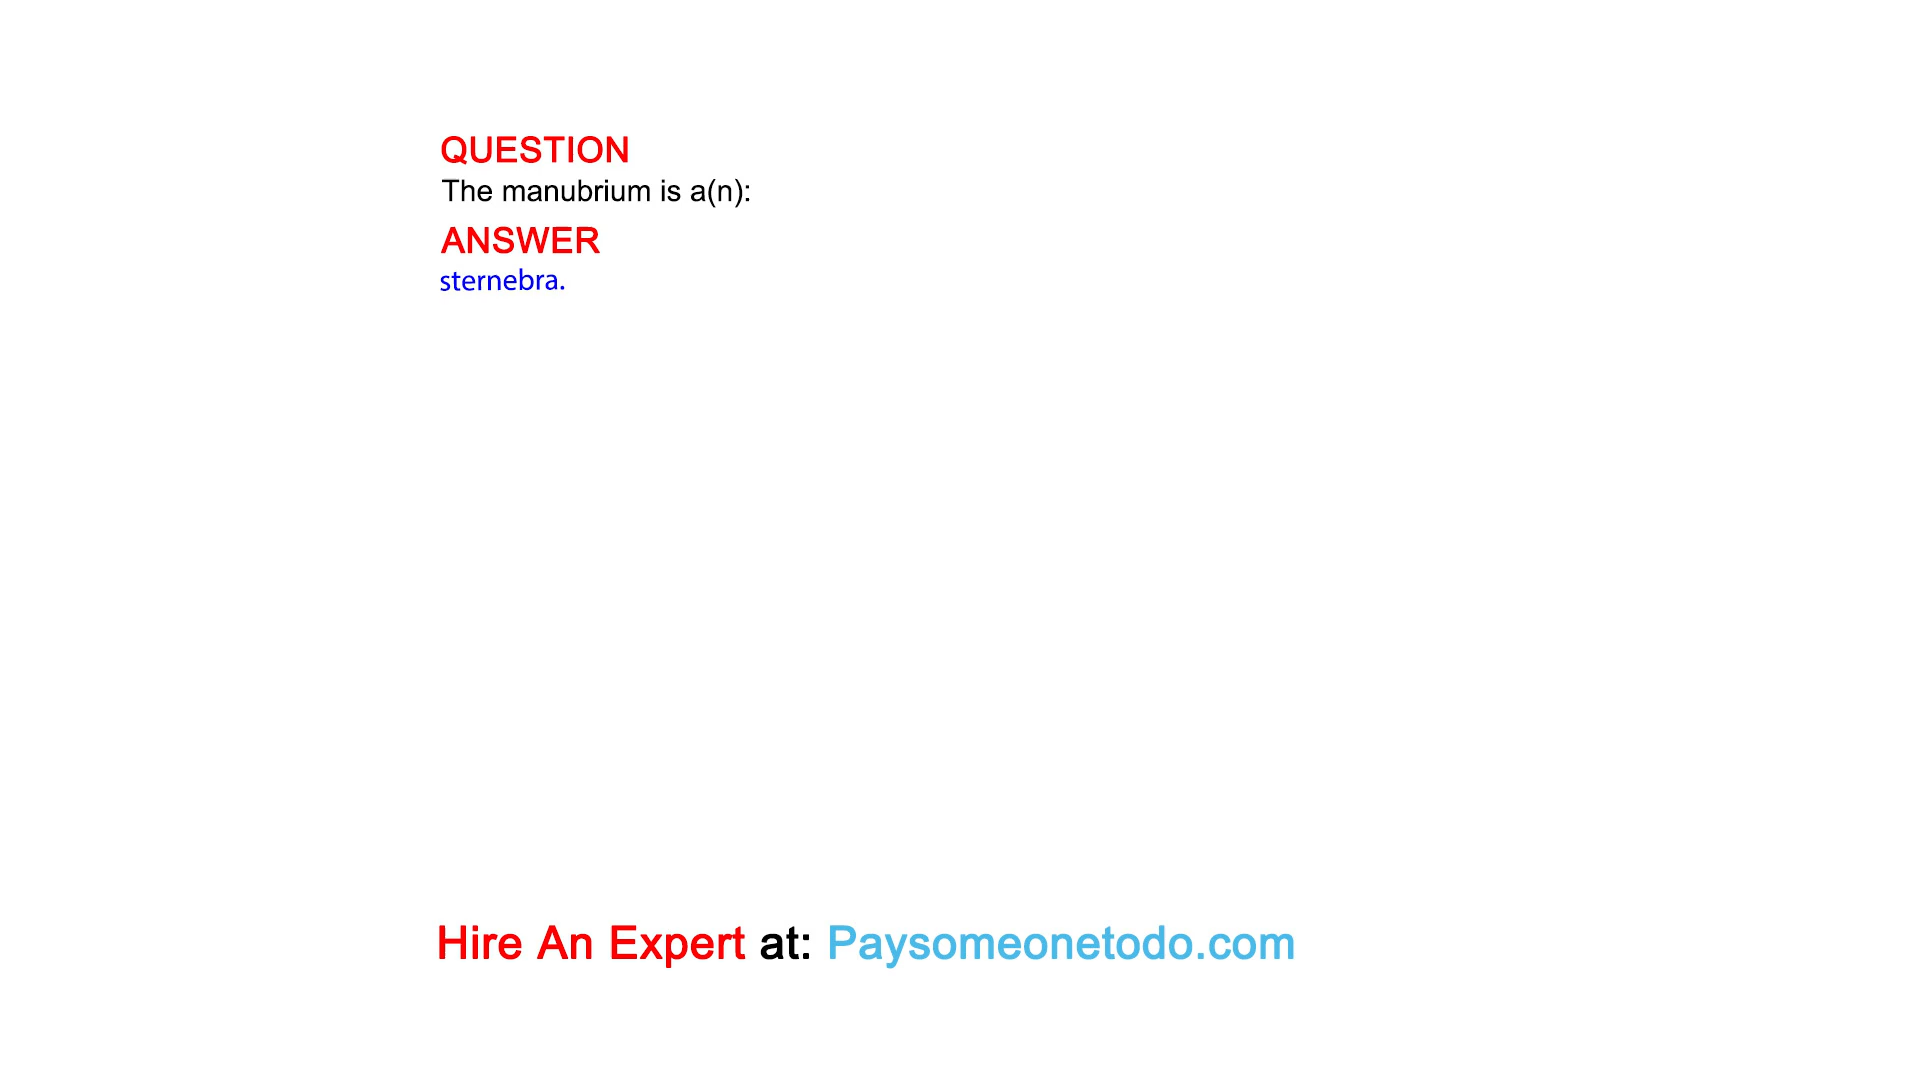 QUESTION
The manubrium is a(n):
ANSWER
sternebra.
Hire An Expert at: Paysomeonetodo.com